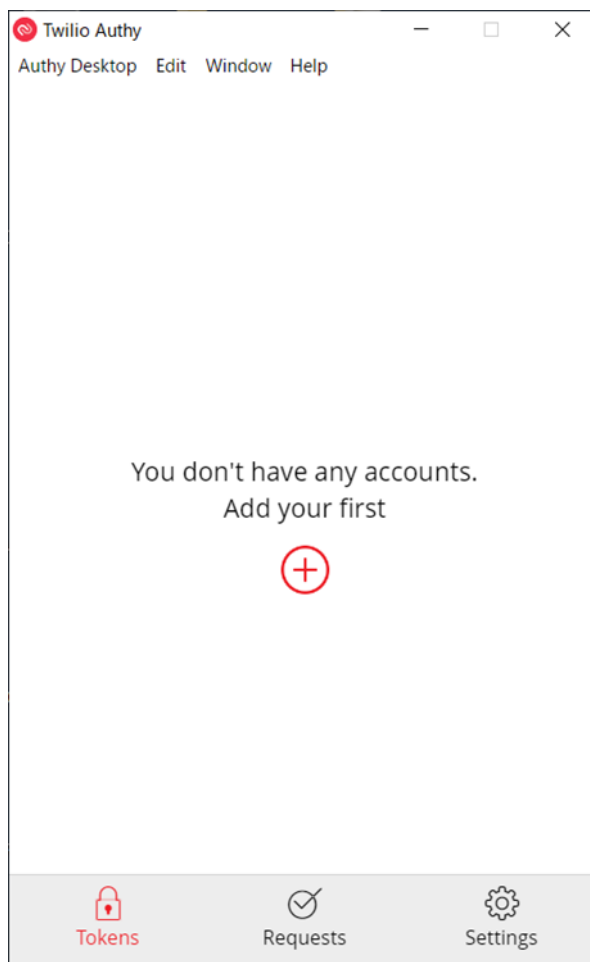 Twilio Authy
Authy Desktop Edit Window Help
You don't have any accounts.
Add your first
Tokens Requests Settings